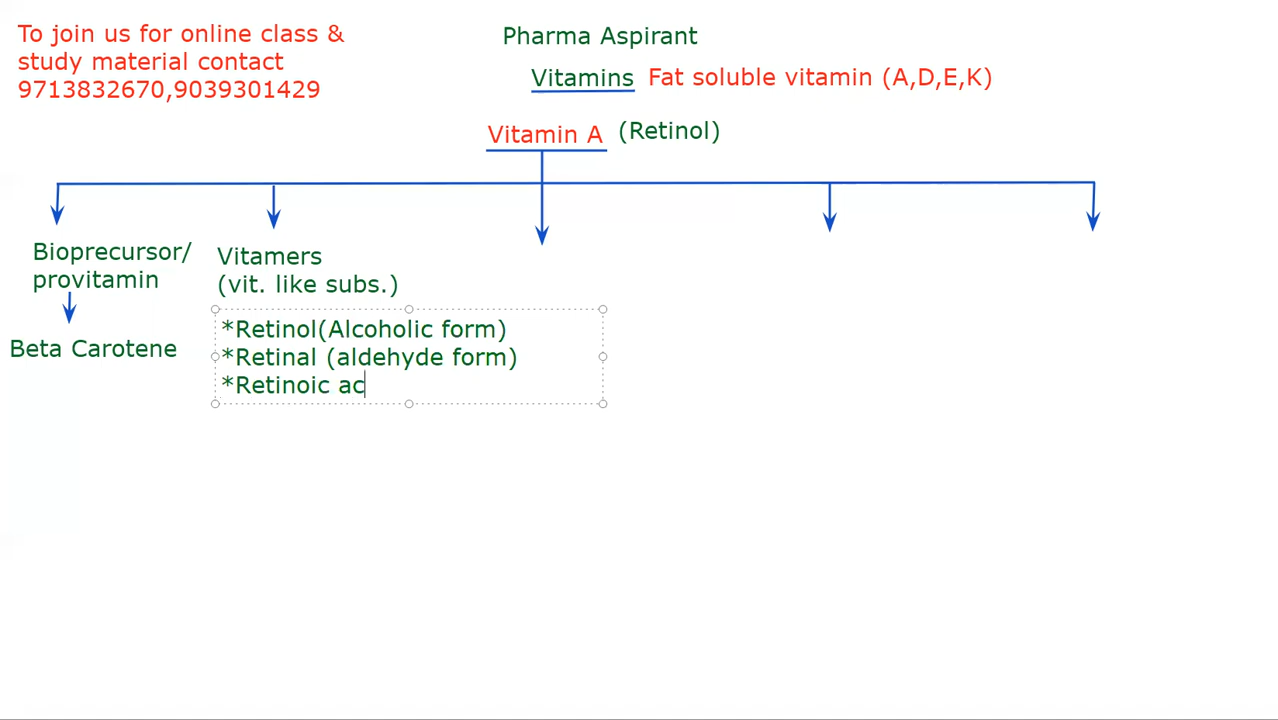 To join us for online class &
study material contact
9713832670,9039301429
Pharma Aspirant
Vitamins Fat soluble vitamin (A,D,E,K)
Vitamin A (Retinol)
Bioprecursor/
provitamin
Beta Carotene
Vitamers
(vit. like subs.)
*Retinol(Alcoholic form)
*Retinal (aldehyde form)
*Retinoic ac